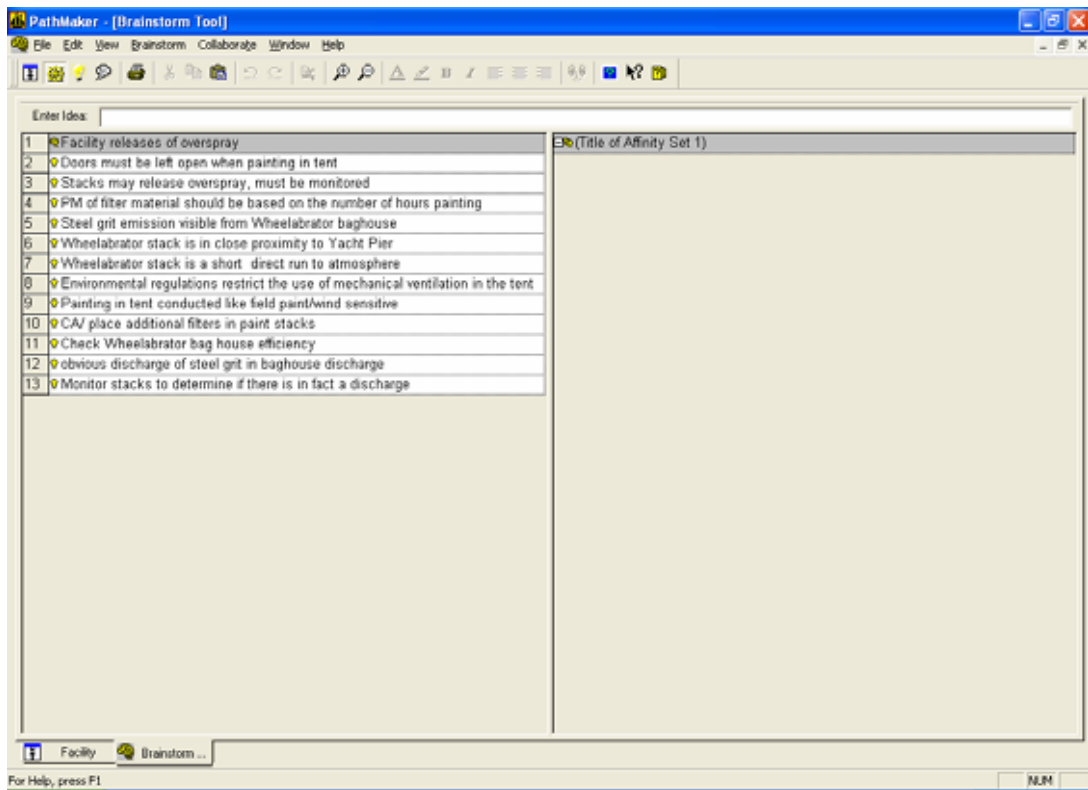 PathMaker - [Brainstorm Tool]
File Edit View Brainstorm Collaborate Window Help
Enter Idea:
1 Facility releases of overspray
(Title of Affinity Set 1)
2 Doors must be left open when painting in tent
3 Stacks may release overspray, must be monitored
4 PM of filter material should be based on the number of hours painting
5 Steel grit emission visible from Wheelabrator baghouse
6 Wheelabrator stack is in close proximity to Yacht Pier
7 Wheelabrator stack is a short direct run to atmosphere
8 Environmental regulations restrict the use of mechanical ventilation in the tent
9 Painting in tent conducted like field paint/wind sensitive
10 CA/ place additional filters in paint stacks
11 Check Wheelabrator bag house efficiency
12 obvious discharge of steel grit in baghouse discharge
13 Monitor stacks to determine if there is in fact a discharge
Facility Brainstorm ...
For Help, press F1 NUM